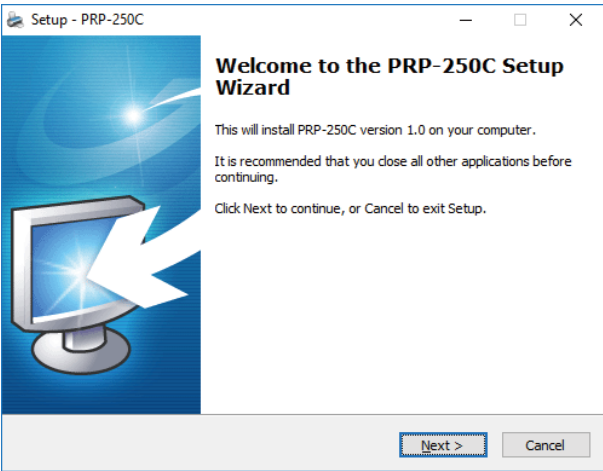 Setup - PRP-250C
Welcome to the PRP-250C Setup
Wizard
This will install PRP-250C version 1.0 on your computer.
It is recommended that you close all other applications before
continuing.
Click Next to continue, or Cancel to exit Setup.
Next >
Cancel